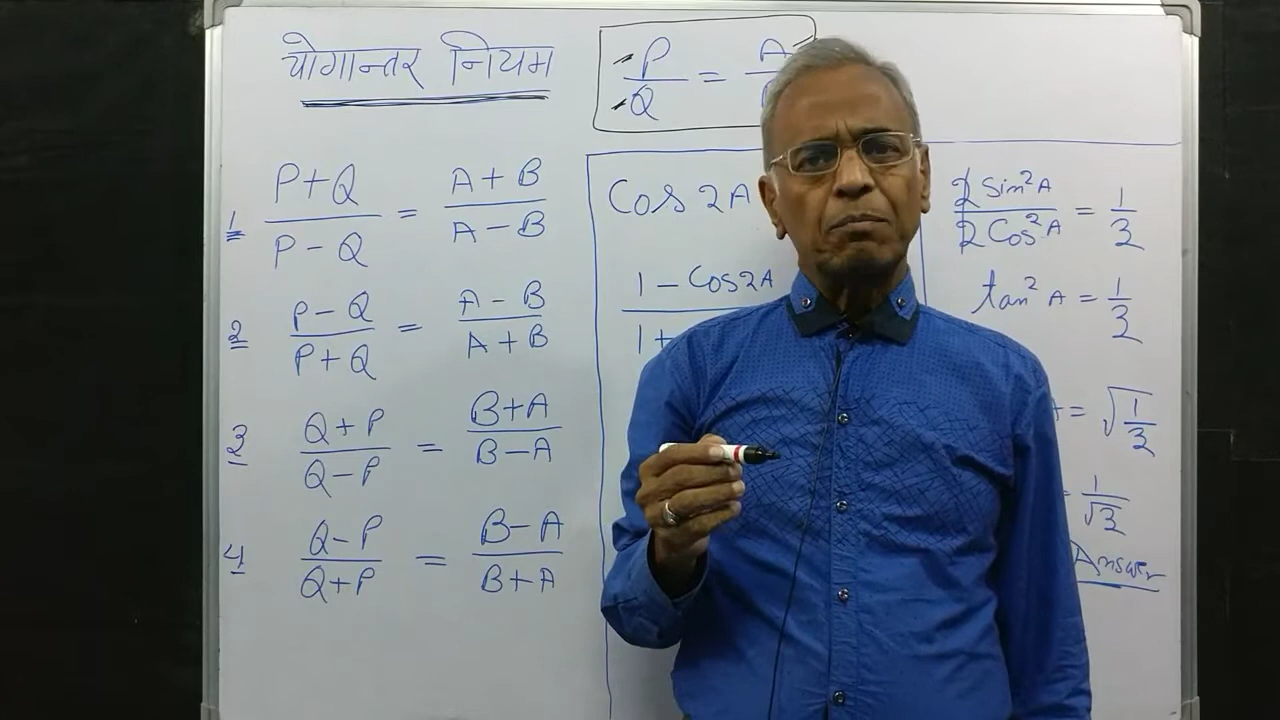 योगान्तर नियम
P/Q = A
1 (P+Q)/(P-Q) = (A+B)/(A-B)
2 (P-Q)/(P+Q) = (A-B)/(A+B)
3 (Q+P)/(Q-P) = (B+A)/(B-A)
4 (Q-P)/(Q+P) = (B-A)/(B+A)
Cos 2A
1 - Cos2A
1+
2 Sin²A/2 Cos²A = 1/3
tan² A = 1/3
= √(1/3)
1/√3
Answer